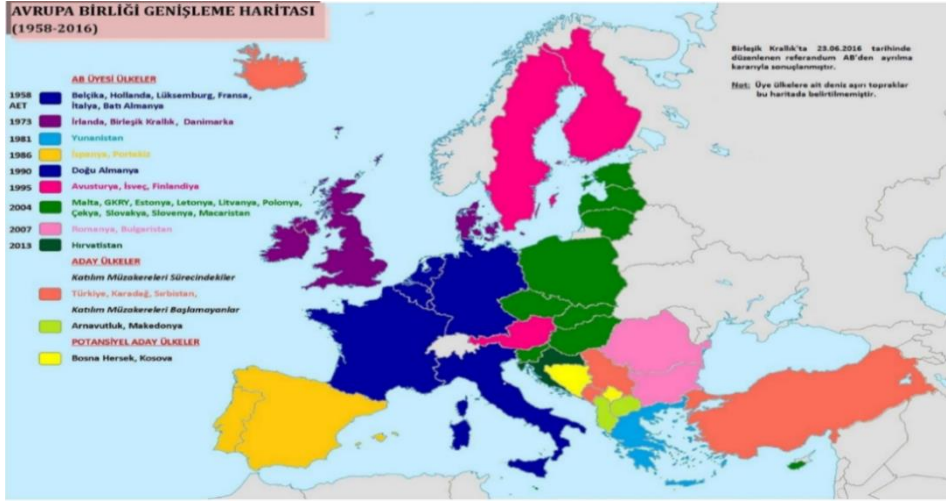 AVRUPA BİRLİĞİ GENİŞLEME HARİTASI
(1958-2016)
Birleşik Krallık'ta 23.06.2016 tarihinde
düzenlenen referandum AB'den ayrılma
kararıyla sonuçlanmıştır.
Not: Üye ülkelere ait deniz aşırı topraklar
bu haritada belirtilmemiştir.
AB ÜYESİ ÜLKELER
1958 Belçika, Hollanda, Lüksemburg, Fransa,
AET İtalya, Batı Almanya
1973 İrlanda, Birleşik Krallık, Danimarka
1981 Yunanistan
1986 İspanya, Portekiz
1990 Doğu Almanya
1995 Avusturya, İsveç, Finlandiya
2004 Malta, GKRY, Estonya, Letonya, Litvanya, Polonya,
Çekya, Slovakya, Slovenya, Macaristan
2007 Romanya, Bulgaristan
2013 Hırvatistan
ADAY ÜLKELER
Katılım Müzakereleri Sürecindekiler
Türkiye, Karadağ, Sırbistan,
Katılım Müzakereleri Başlamayanlar
Arnavutluk, Makedonya
POTANSİYEL ADAY ÜLKELER
Bosna Hersek, Kosova